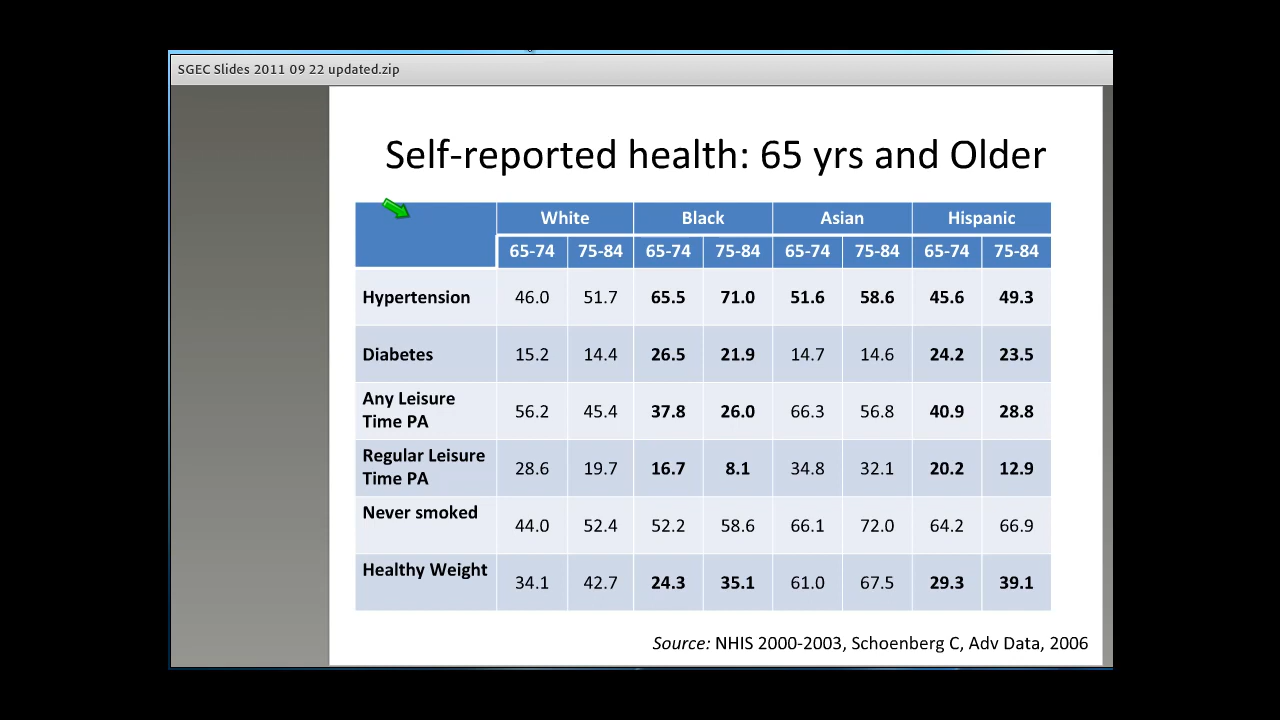 SGEC Slides 2011 09 22 updated.zip
Self-reported health: 65 yrs and Older
White Black Asian Hispanic
65-74 75-84 65-74 75-84 65-74 75-84 65-74 75-84
Hypertension 46.0 51.7 65.5 71.0 51.6 58.6 45.6 49.3
Diabetes 15.2 14.4 26.5 21.9 14.7 14.6 24.2 23.5
Any Leisure
Time PA 56.2 45.4 37.8 26.0 66.3 56.8 40.9 28.8
Regular Leisure
Time PA 28.6 19.7 16.7 8.1 34.8 32.1 20.2 12.9
Never smoked 44.0 52.4 52.2 58.6 66.1 72.0 64.2 66.9
Healthy Weight 34.1 42.7 24.3 35.1 61.0 67.5 29.3 39.1
Source: NHIS 2000-2003, Schoenberg C, Adv Data, 2006